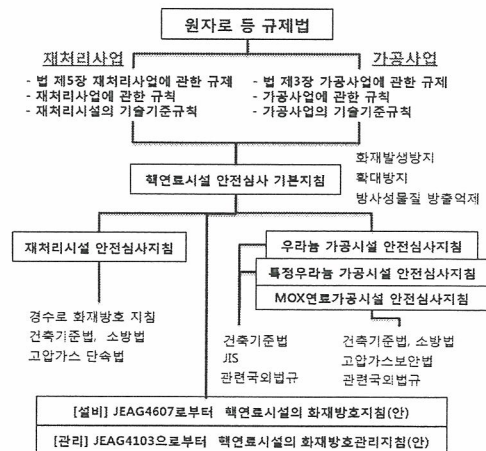 원자로 등 규제법
재처리사업
- 법 제5장 재처리사업에 관한 규제
- 재처리사업에 관한 규칙
- 재처리시설의 기술기준규칙
가공사업
- 법 제3장 가공사업에 관한 규제
- 가공사업에 관한 규칙
- 가공사업의 기술기준규칙
핵연료시설 안전심사 기본지침
화재발생방지
확대방지
방사성물질 방출억제
재처리시설 안전심사지침
우라늄 가공시설 안전심사지침
특정우라늄 가공시설 안전심사지침
MOX연료가공시설 안전심사지침
경수로 화재방호 지침
건축기준법, 소방법
고압가스 단속법
건축기준법
JIS
관련국외법규
건축기준법, 소방법
고압가스보안법
관련국외법규
[설비] JEAG4607로부터 핵연료시설의 화재방호지침(안)
[관리] JEAG4103으로부터 핵연료시설의 화재방호관리지침(안)